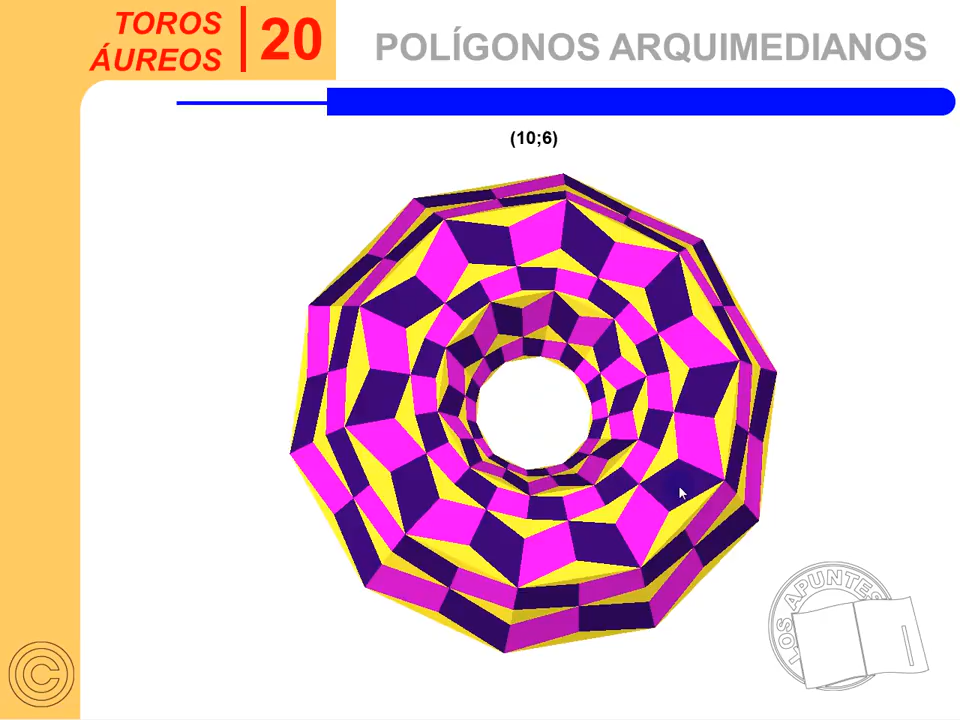 TOROS
ÁUREOS
20
POLÍGONOS ARQUIMEDIANOS
(10;6)
LOS APUNTES
C